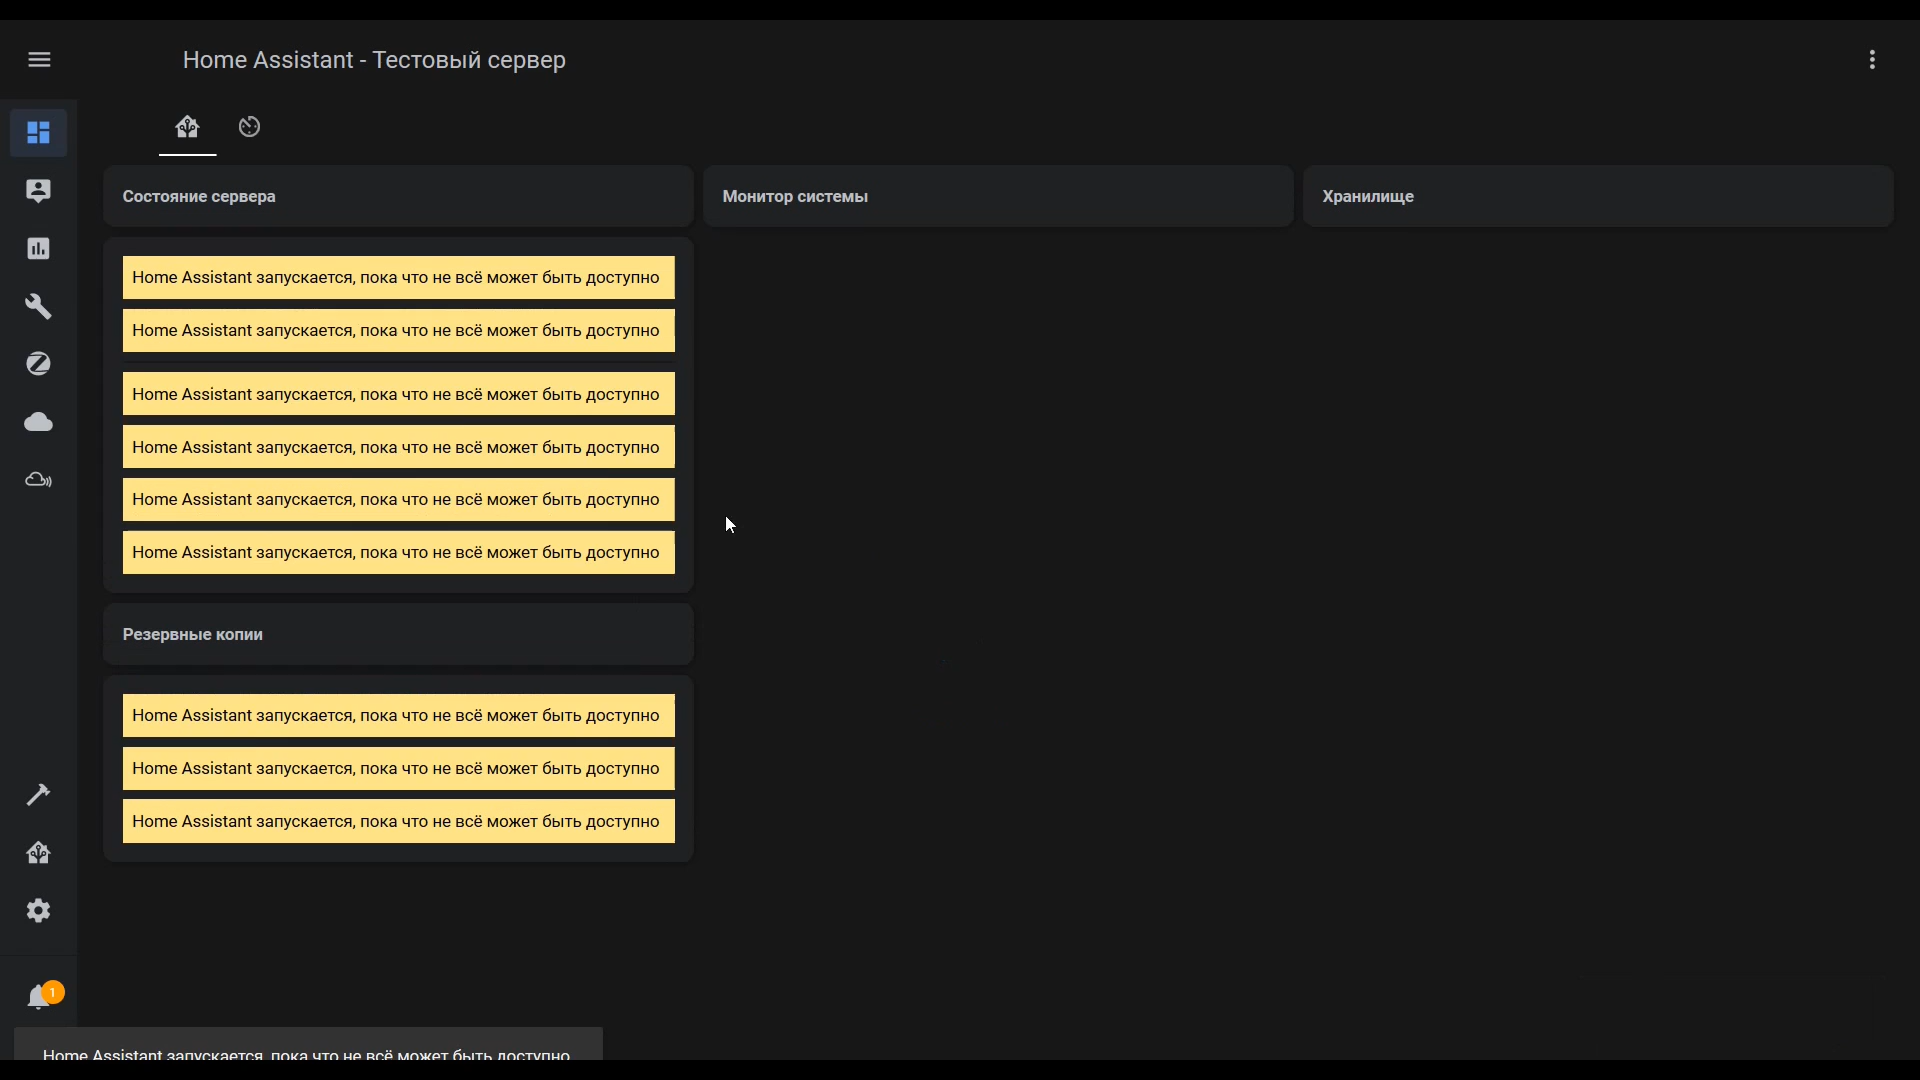 Home Assistant - Тестовый сервер
Состояние сервера
Монитор системы
Хранилище
Home Assistant запускается, пока что не всё может быть доступно
Home Assistant запускается, пока что не всё может быть доступно
Home Assistant запускается, пока что не всё может быть доступно
Home Assistant запускается, пока что не всё может быть доступно
Home Assistant запускается, пока что не всё может быть доступно
Home Assistant запускается, пока что не всё может быть доступно
Резервные копии
Home Assistant запускается, пока что не всё может быть доступно
Home Assistant запускается, пока что не всё может быть доступно
Home Assistant запускается, пока что не всё может быть доступно
1
Home Assistant запускается, пока что не всё может быть доступно